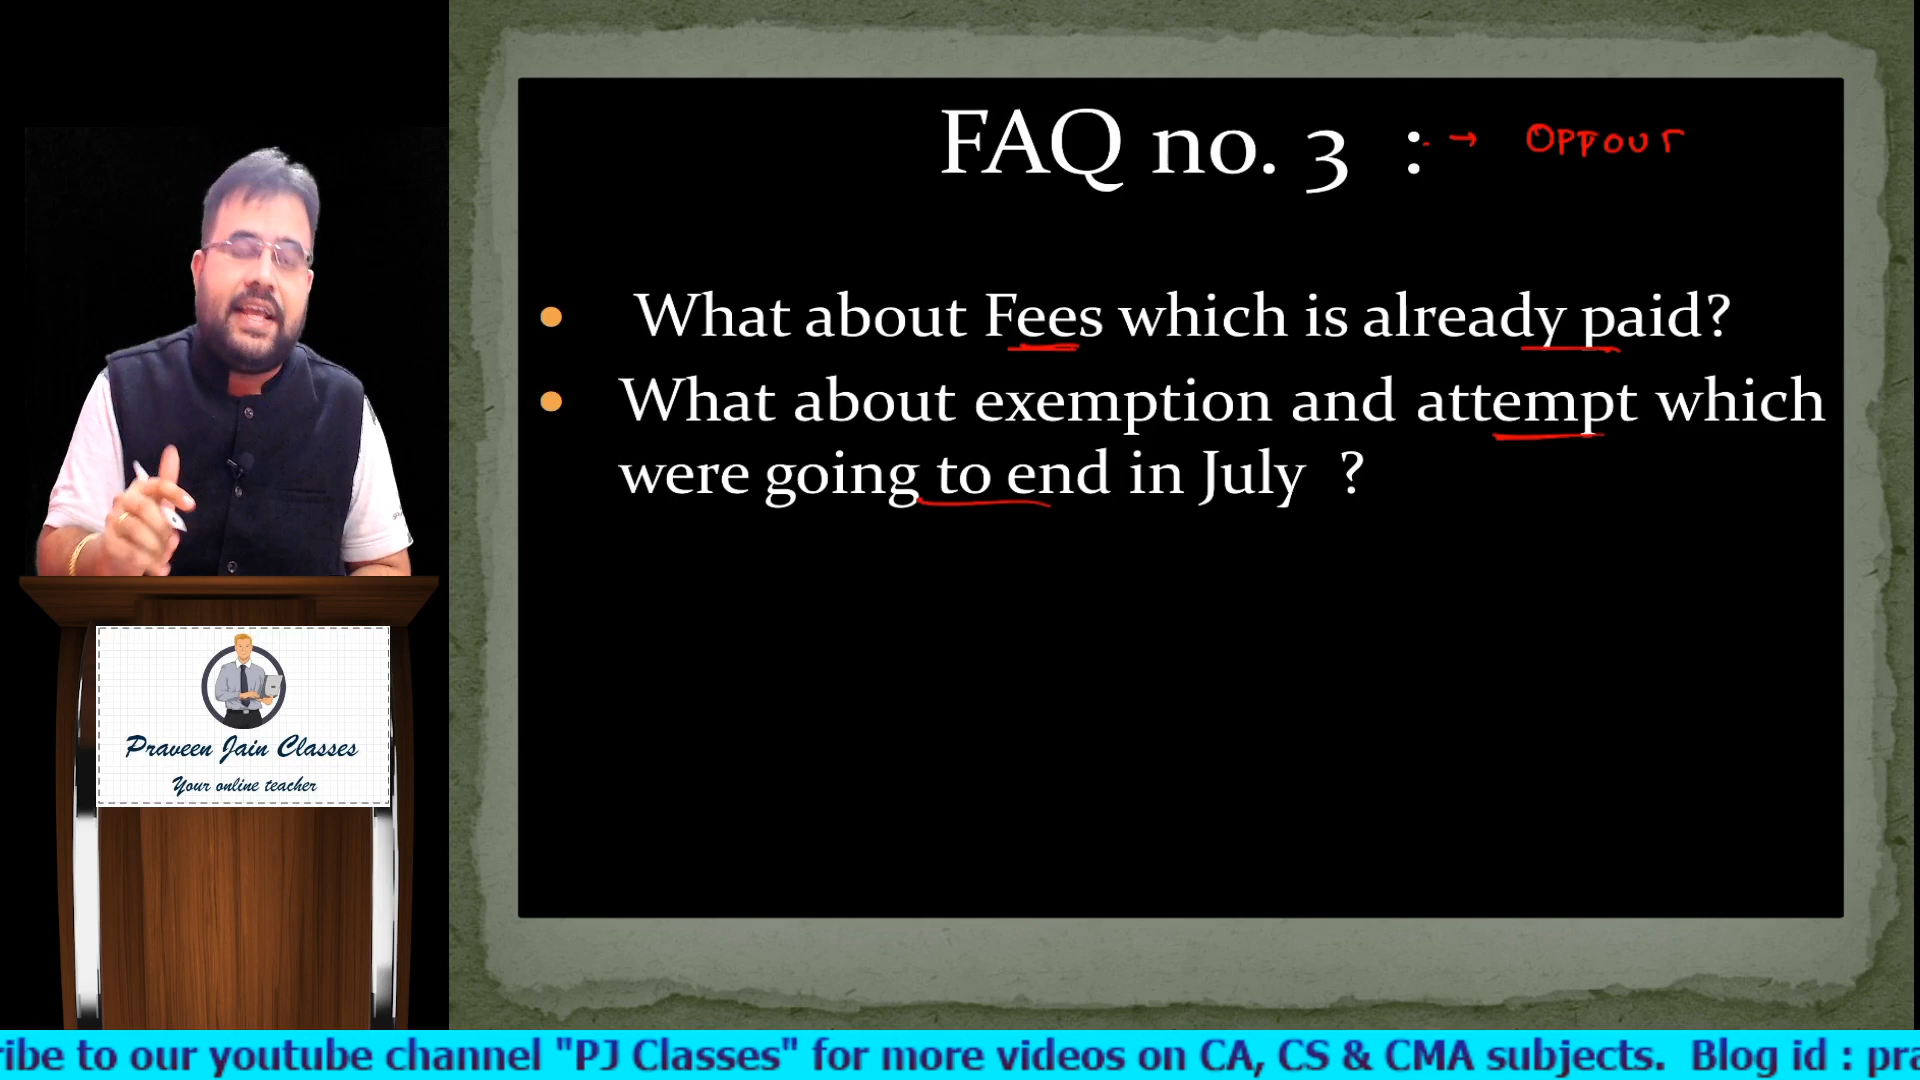 FAQ no. 3 : → OPPour
• What about Fees which is already paid?
• What about exemption and attempt which
were going to end in July ?
Praveen Jain Classes
Your online teacher
ribe to our youtube channel "PJ Classes" for more videos on CA, CS & CMA subjects. Blog id : pra